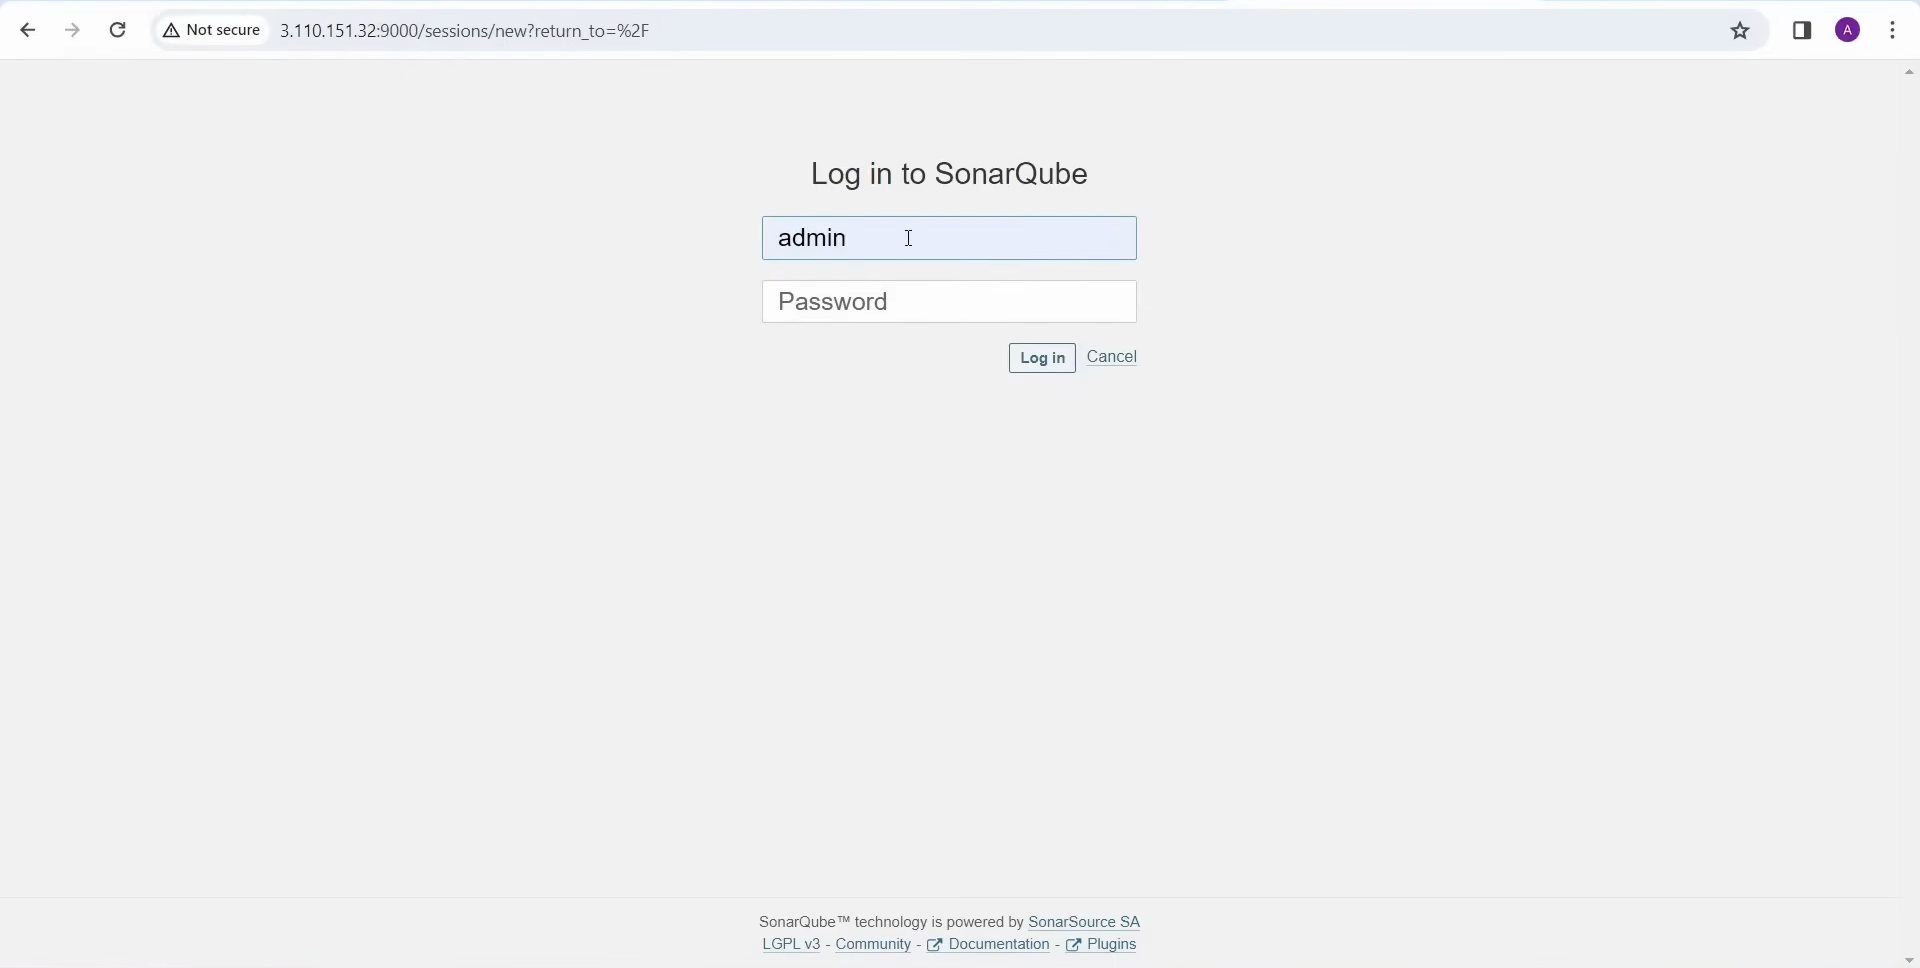 Not secure 3.110.151.32:9000/sessions/new?return_to=%2F A
Log in to SonarQube
admin
Password
Log in Cancel
SonarQube™ technology is powered by SonarSource SA
LGPL v3 - Community - Documentation - Plugins